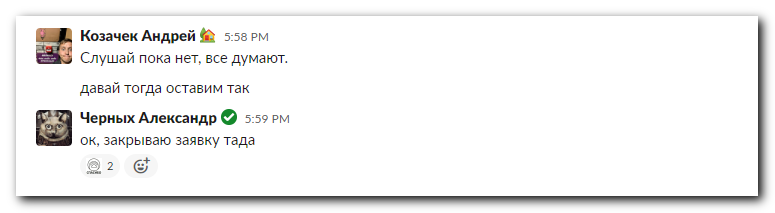 Козачек Андрей 5:58 PM
Слушай пока нет, все думают.
давай тогда оставим так
Черных Александр 5:59 PM
ок, закрываю заявку тада
2